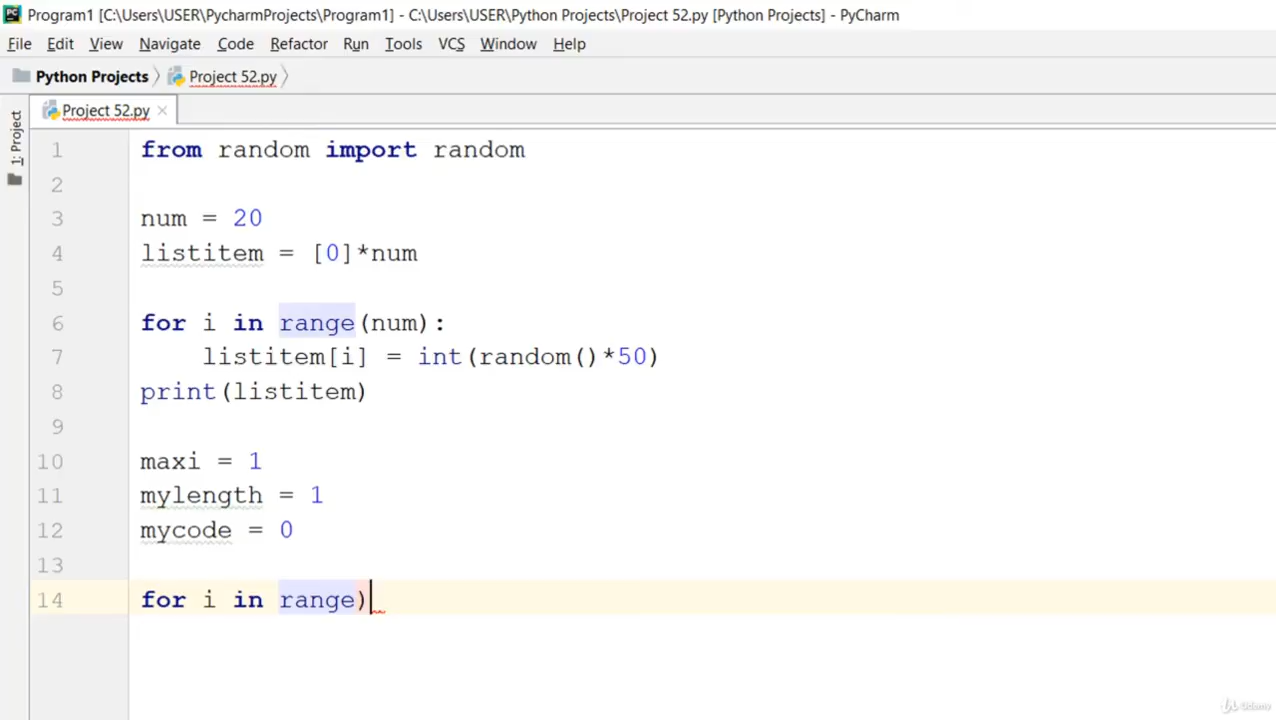 Program1 [C:\Users\USER\PycharmProjects\Program1] - C:\Users\USER\Python Projects\Project 52.py [Python Projects] - PyCharm
File Edit View Navigate Code Refactor Run Tools VCS Window Help
Python Projects Project 52.py
Project 52.py
1: Project
1 from random import random
2
3 num = 20
4 listitem = [0]*num
5
6 for i in range(num):
7     listitem[i] = int(random()*50)
8 print(listitem)
9
10 maxi = 1
11 mylength = 1
12 mycode = 0
13
14 for i in range)
Udemy